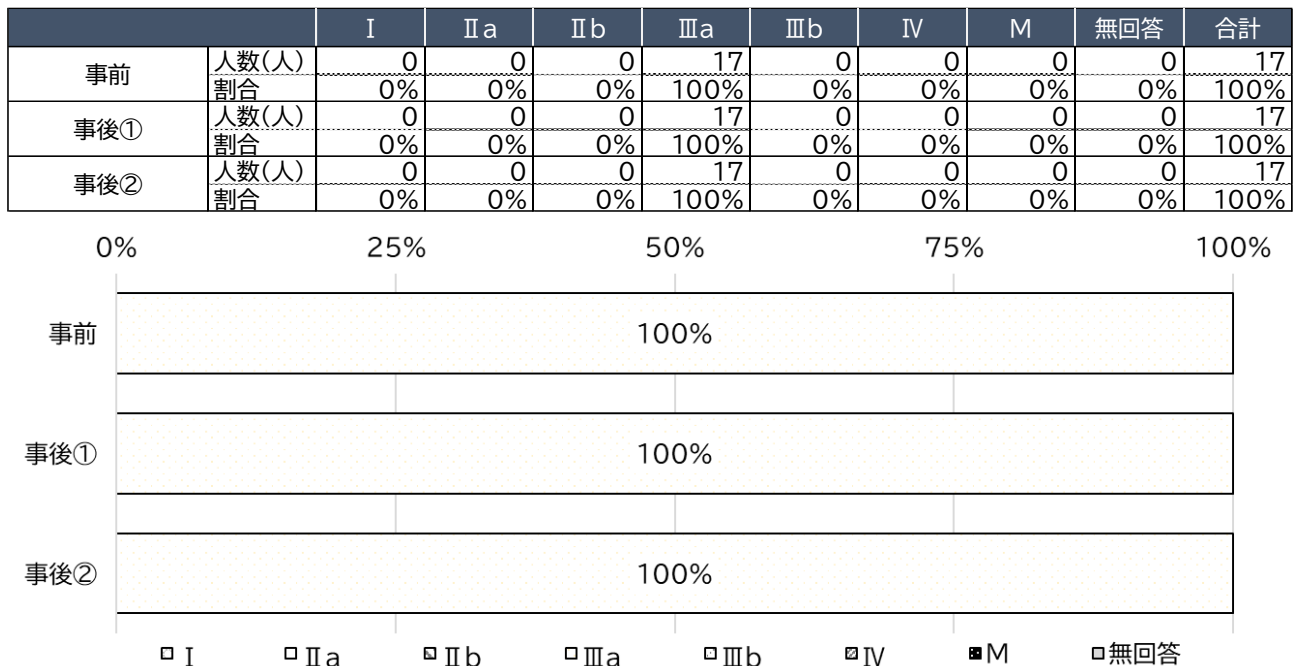 Ⅰ Ⅱa Ⅱb Ⅲa Ⅲb Ⅳ M 無回答 合計
事前 人数(人) 0 0 0 17 0 0 0 0 17
割合 0% 0% 0% 100% 0% 0% 0% 0% 100%
事後① 人数(人) 0 0 0 17 0 0 0 0 17
割合 0% 0% 0% 100% 0% 0% 0% 0% 100%
事後② 人数(人) 0 0 0 17 0 0 0 0 17
割合 0% 0% 0% 100% 0% 0% 0% 0% 100%
0% 25% 50% 75% 100%
事前 100%
事後① 100%
事後② 100%
Ⅰ Ⅱa Ⅱb Ⅲa Ⅲb Ⅳ M 無回答